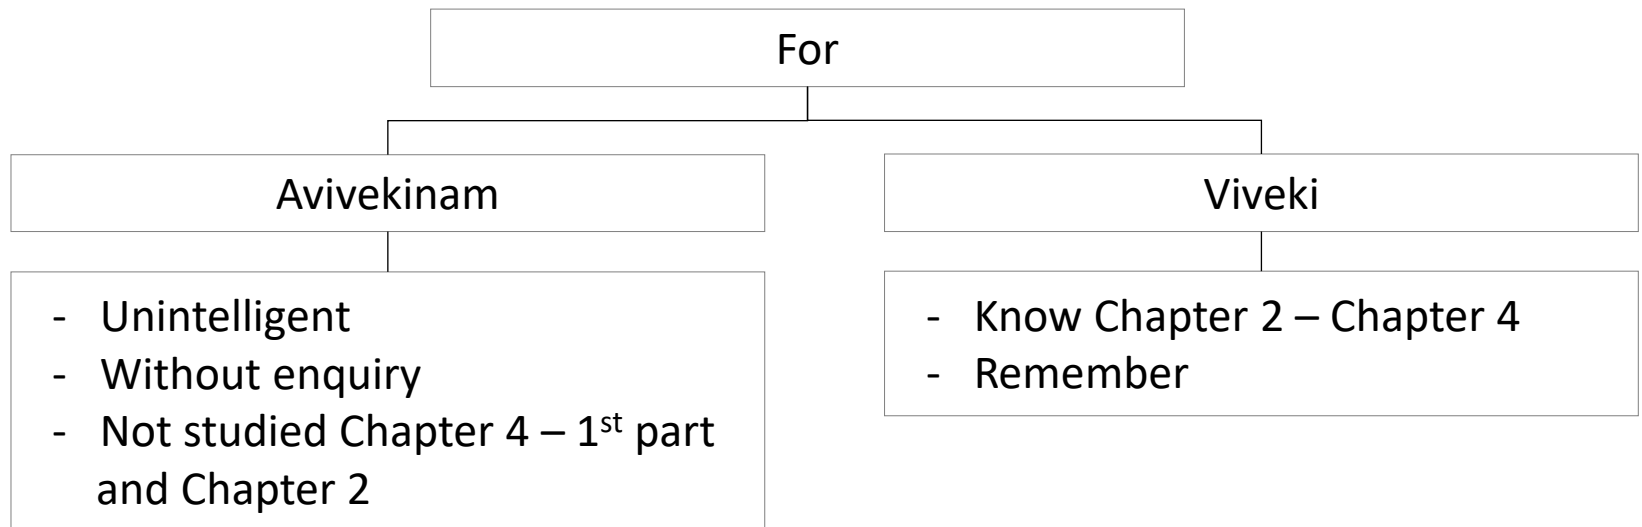 For
Avivekinam
- Unintelligent
- Without enquiry
- Not studied Chapter 4 – 1st part
and Chapter 2
Viveki
- Know Chapter 2 – Chapter 4
- Remember